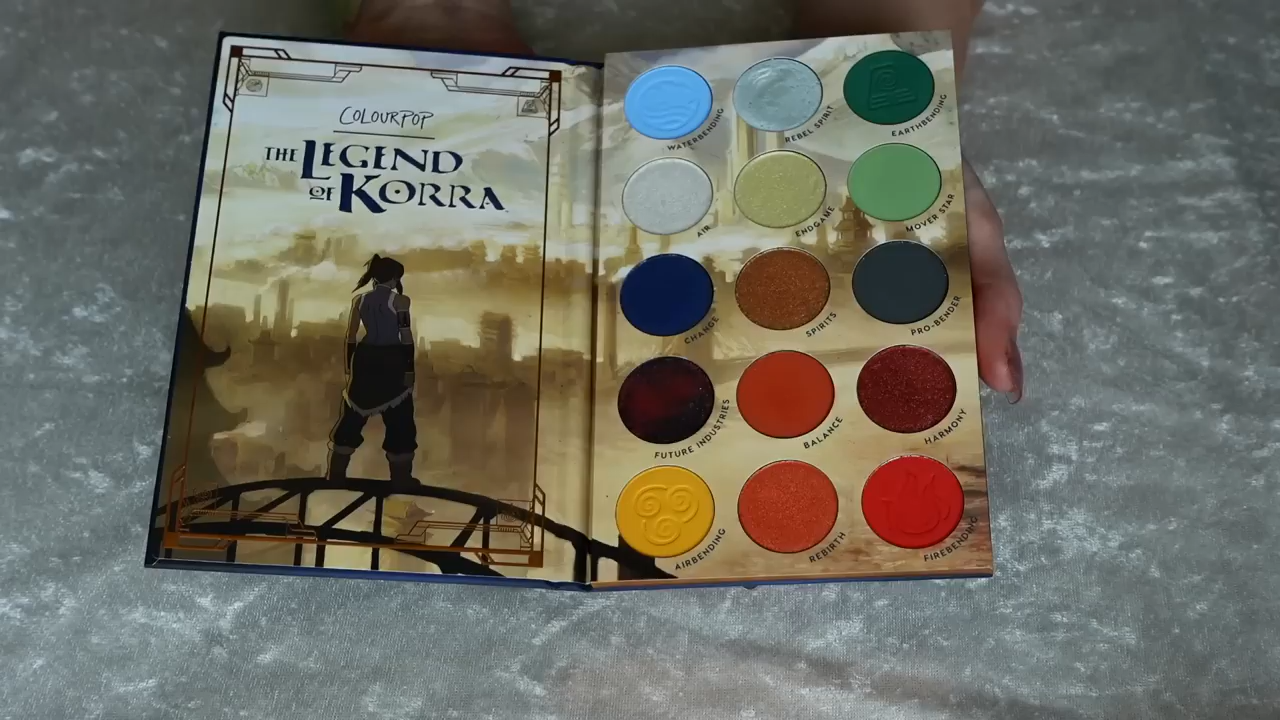 COLOURPOP
THE LEGEND
OF KORRA
WATERBENDING
REBEL SPIRIT
EARTHBENDING
AIR
ENDGAME
MOVER STAR
CHANGE
SPIRITS
PRO-BENDER
FUTURE INDUSTRIES
BALANCE
HARMONY
AIRBENDING
REBIRTH
FIREBENDING